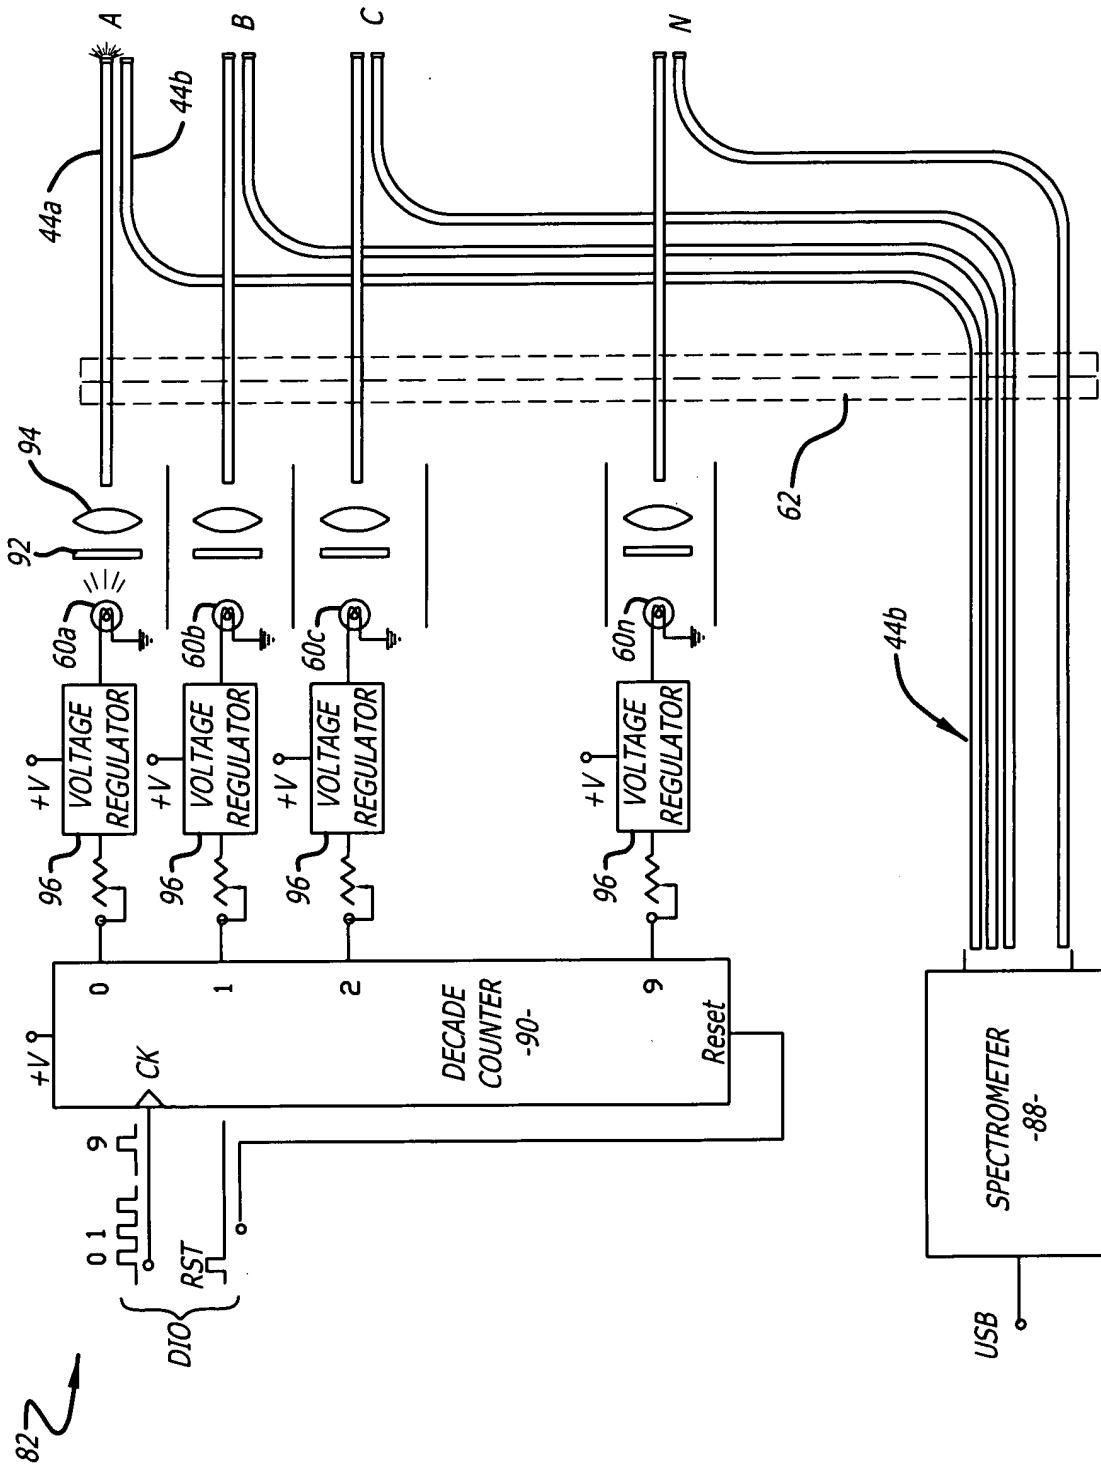 82
DIO
0 1 9
RST
CK
+V
0
1
2
9
DECADE
COUNTER
-90-
Reset
96
96
96
96
+V
VOLTAGE
REGULATOR
+V
VOLTAGE
REGULATOR
+V
VOLTAGE
REGULATOR
+V
VOLTAGE
REGULATOR
60a
60b
60c
60n
92
94
62
44a
44b
A
B
C
N
44b
USB
SPECTROMETER
-88-